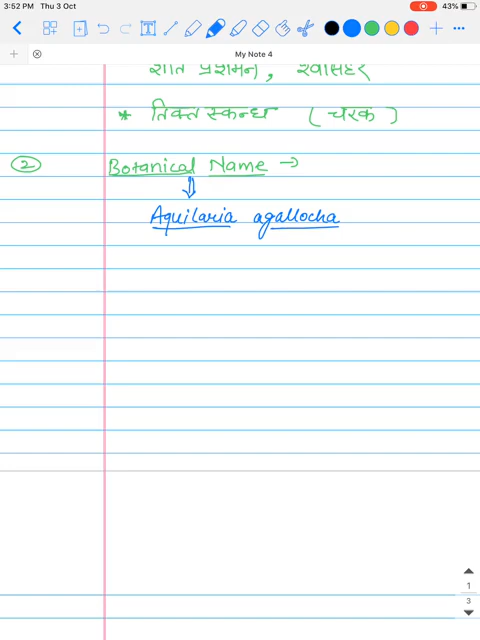 3:52 PM Thu 3 Oct 43%
My Note 4
शीत प्रशमन, श्वासहर
* तिक्त स्कन्ध (चरक)
② Botanical Name →
Aquilaria agallocha
1
3